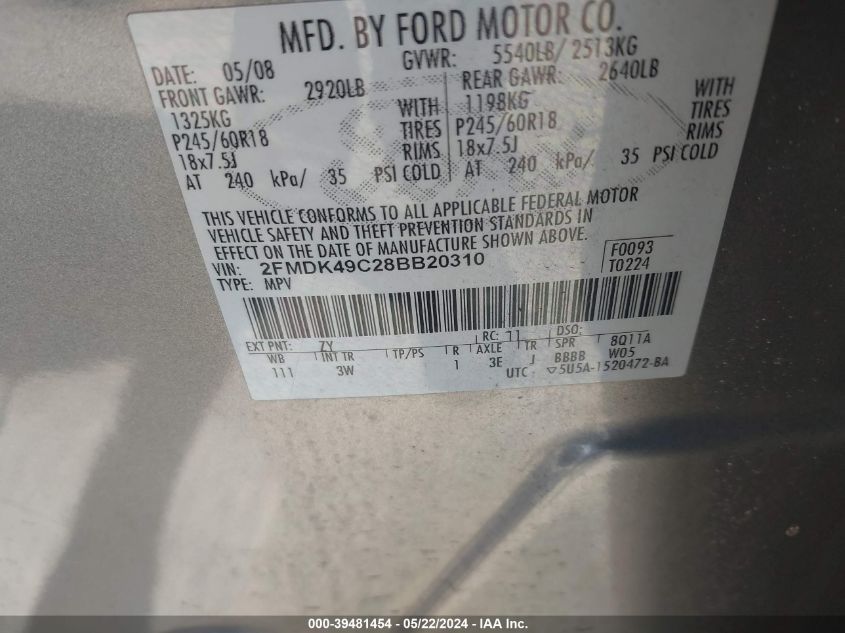 MFD. BY FORD MOTOR CO.
DATE: 05/08 GVWR: 5540LB/ 2513KG
FRONT GAWR: 2920LB REAR GAWR: 2640LB
1325KG WITH 1198KG WITH
P245/60R18 TIRES P245/60R18 TIRES
18x7.5J RIMS 18x7.5J RIMS
AT 240 kPa/ 35 PSI COLD AT 240 kPa/ 35 PSI COLD
THIS VEHICLE CONFORMS TO ALL APPLICABLE FEDERAL MOTOR
VEHICLE SAFETY AND THEFT PREVENTION STANDARDS IN
EFFECT ON THE DATE OF MANUFACTURE SHOWN ABOVE.
VIN: 2FMDK49C28BB20310 F0093
TYPE: MPV T0224
EXT PNT: ZY RC: 11 DSO:
WB INT TR TP/PS R AXLE TR SPR 8Q11A
111 3W 1 3E J BBBB W05
UTC: ▽5U5A-1520472-BA
000-39481454 - 05/22/2024 - IAA Inc.